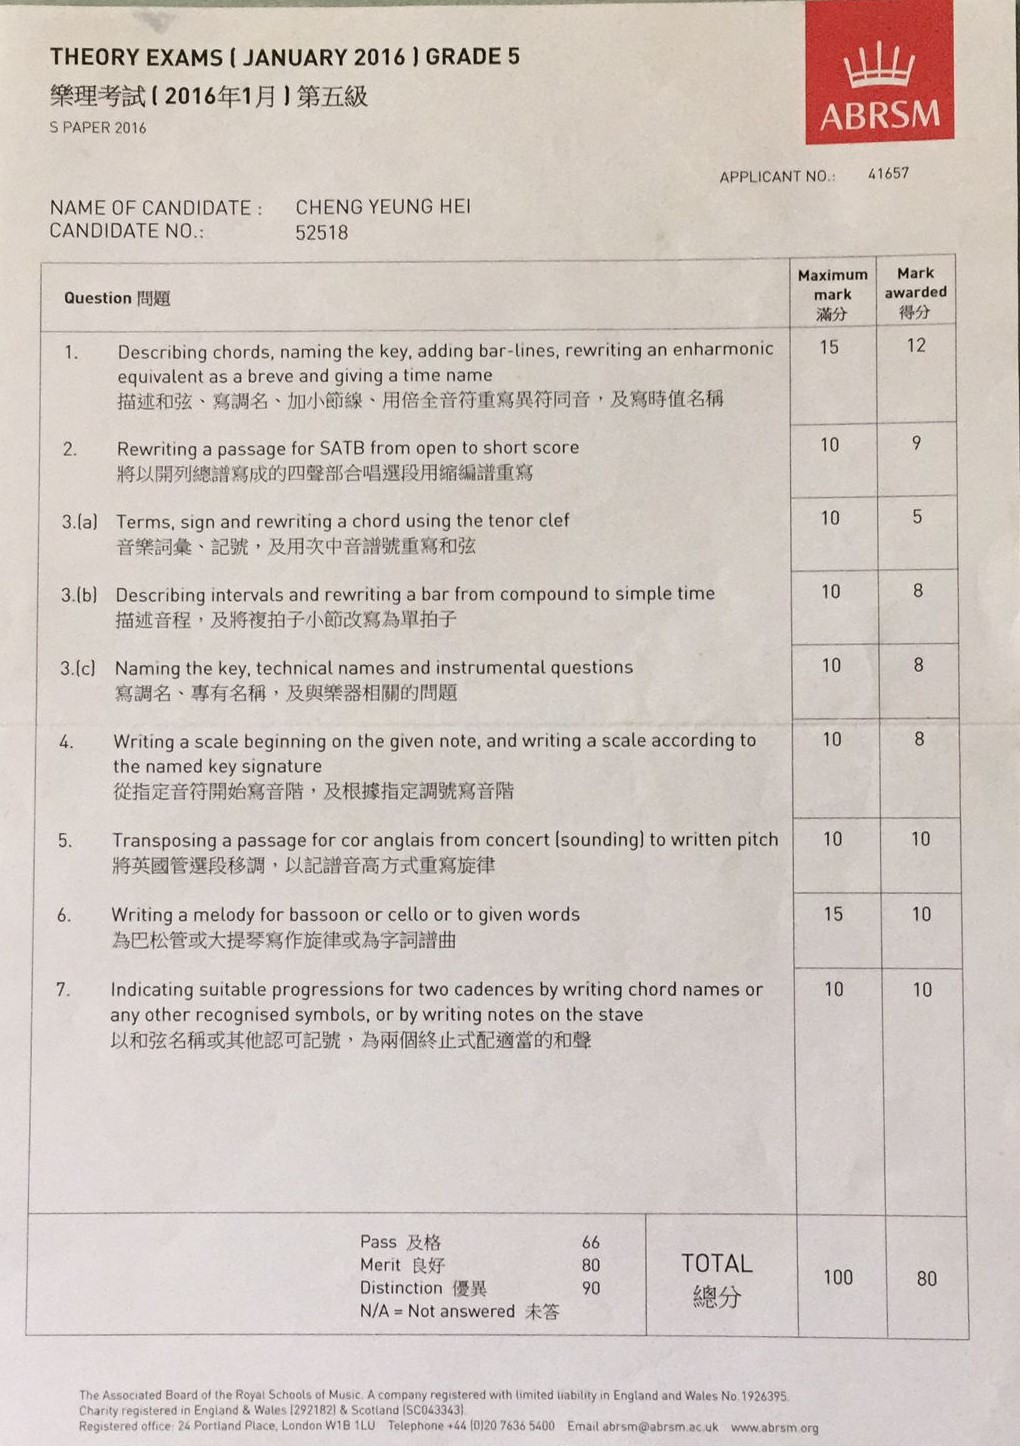 THEORY EXAMS ( JANUARY 2016 ) GRADE 5
樂理考試 ( 2016年1月 ) 第五級
S PAPER 2016
ABRSM
APPLICANT NO.: 41657
NAME OF CANDIDATE : CHENG YEUNG HEI
CANDIDATE NO.: 52518
Question 問題
Maximum mark 滿分
Mark awarded 得分
1. Describing chords, naming the key, adding bar-lines, rewriting an enharmonic 15 12
equivalent as a breve and giving a time name
描述和弦、寫調名、加小節線、用倍全音符重寫異符同音，及寫時值名稱
2. Rewriting a passage for SATB from open to short score 10 9
將以開列總譜寫成的四聲部合唱選段用縮編譜重寫
3.(a) Terms, sign and rewriting a chord using the tenor clef 10 5
音樂詞彙、記號，及用次中音譜號重寫和弦
3.(b) Describing intervals and rewriting a bar from compound to simple time 10 8
描述音程，及將複拍子小節改寫為單拍子
3.(c) Naming the key, technical names and instrumental questions 10 8
寫調名、專有名稱，及與樂器相關的問題
4. Writing a scale beginning on the given note, and writing a scale according to 10 8
the named key signature
從指定音符開始寫音階，及根據指定調號寫音階
5. Transposing a passage for cor anglais from concert (sounding) to written pitch 10 10
將英國管選段移調，以記譜音高方式重寫旋律
6. Writing a melody for bassoon or cello or to given words 15 10
為巴松管或大提琴寫作旋律或為字詞譜曲
7. Indicating suitable progressions for two cadences by writing chord names or 10 10
any other recognised symbols, or by writing notes on the stave
以和弦名稱或其他認可記號，為兩個終止式配適當的和聲
Pass 及格 66
Merit 良好 80
Distinction 優異 90
N/A = Not answered 未答
TOTAL 總分 100 80
The Associated Board of the Royal Schools of Music. A company registered with limited liability in England and Wales No.1926395.
Charity registered in England & Wales (292182) & Scotland (SC043343)
Registered office: 24 Portland Place, London W1B 1LU Telephone +44 (0)20 7636 5400 Email abrsm@abrsm.ac.uk www.abrsm.org